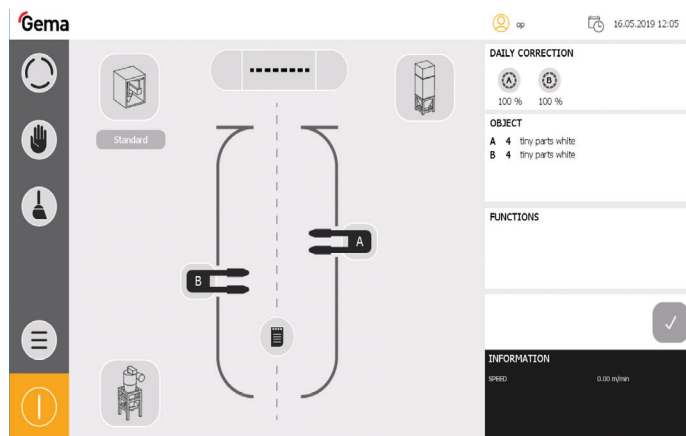 Gema
op
16.05.2019 12:05
DAILY CORRECTION
A B
100 % 100 %
OBJECT
A 4 tiny parts white
B 4 tiny parts white
Standard
FUNCTIONS
A
B
INFORMATION
SPEED 0.00 m/min